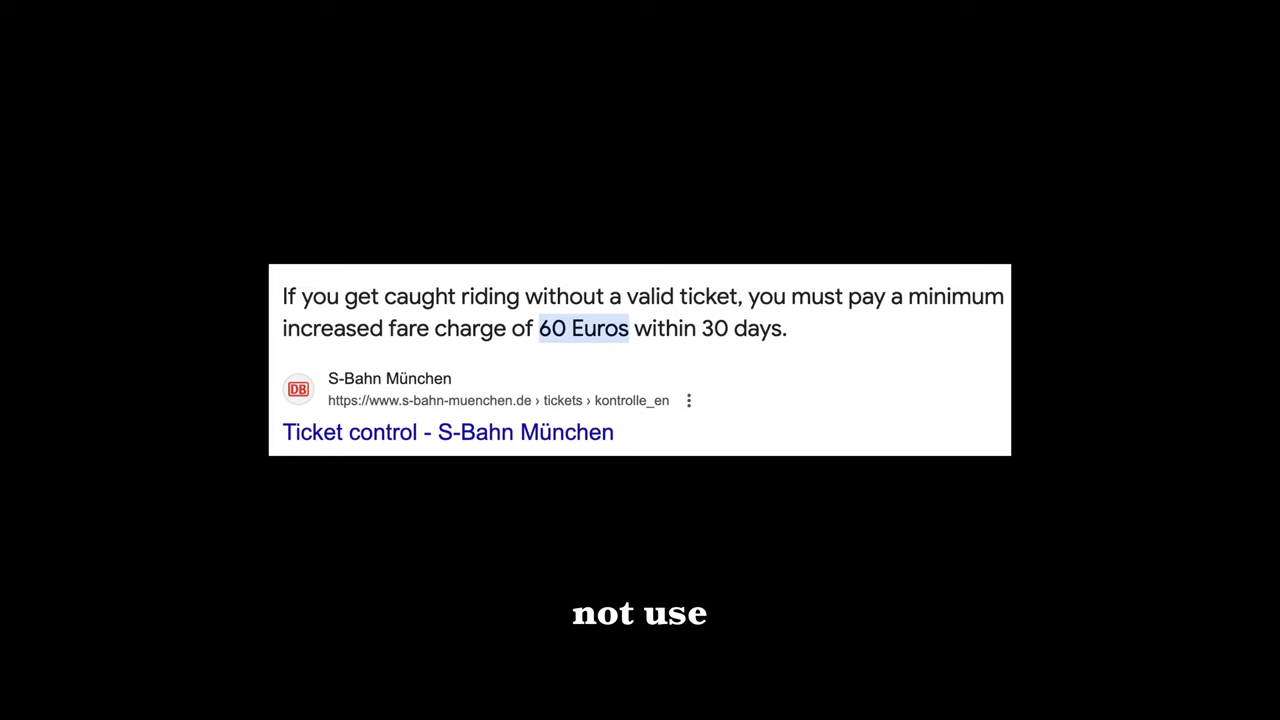 If you get caught riding without a valid ticket, you must pay a minimum
increased fare charge of 60 Euros within 30 days.
DB
S-Bahn München
https://www.s-bahn-muenchen.de › tickets › kontrolle_en
Ticket control - S-Bahn München
not use